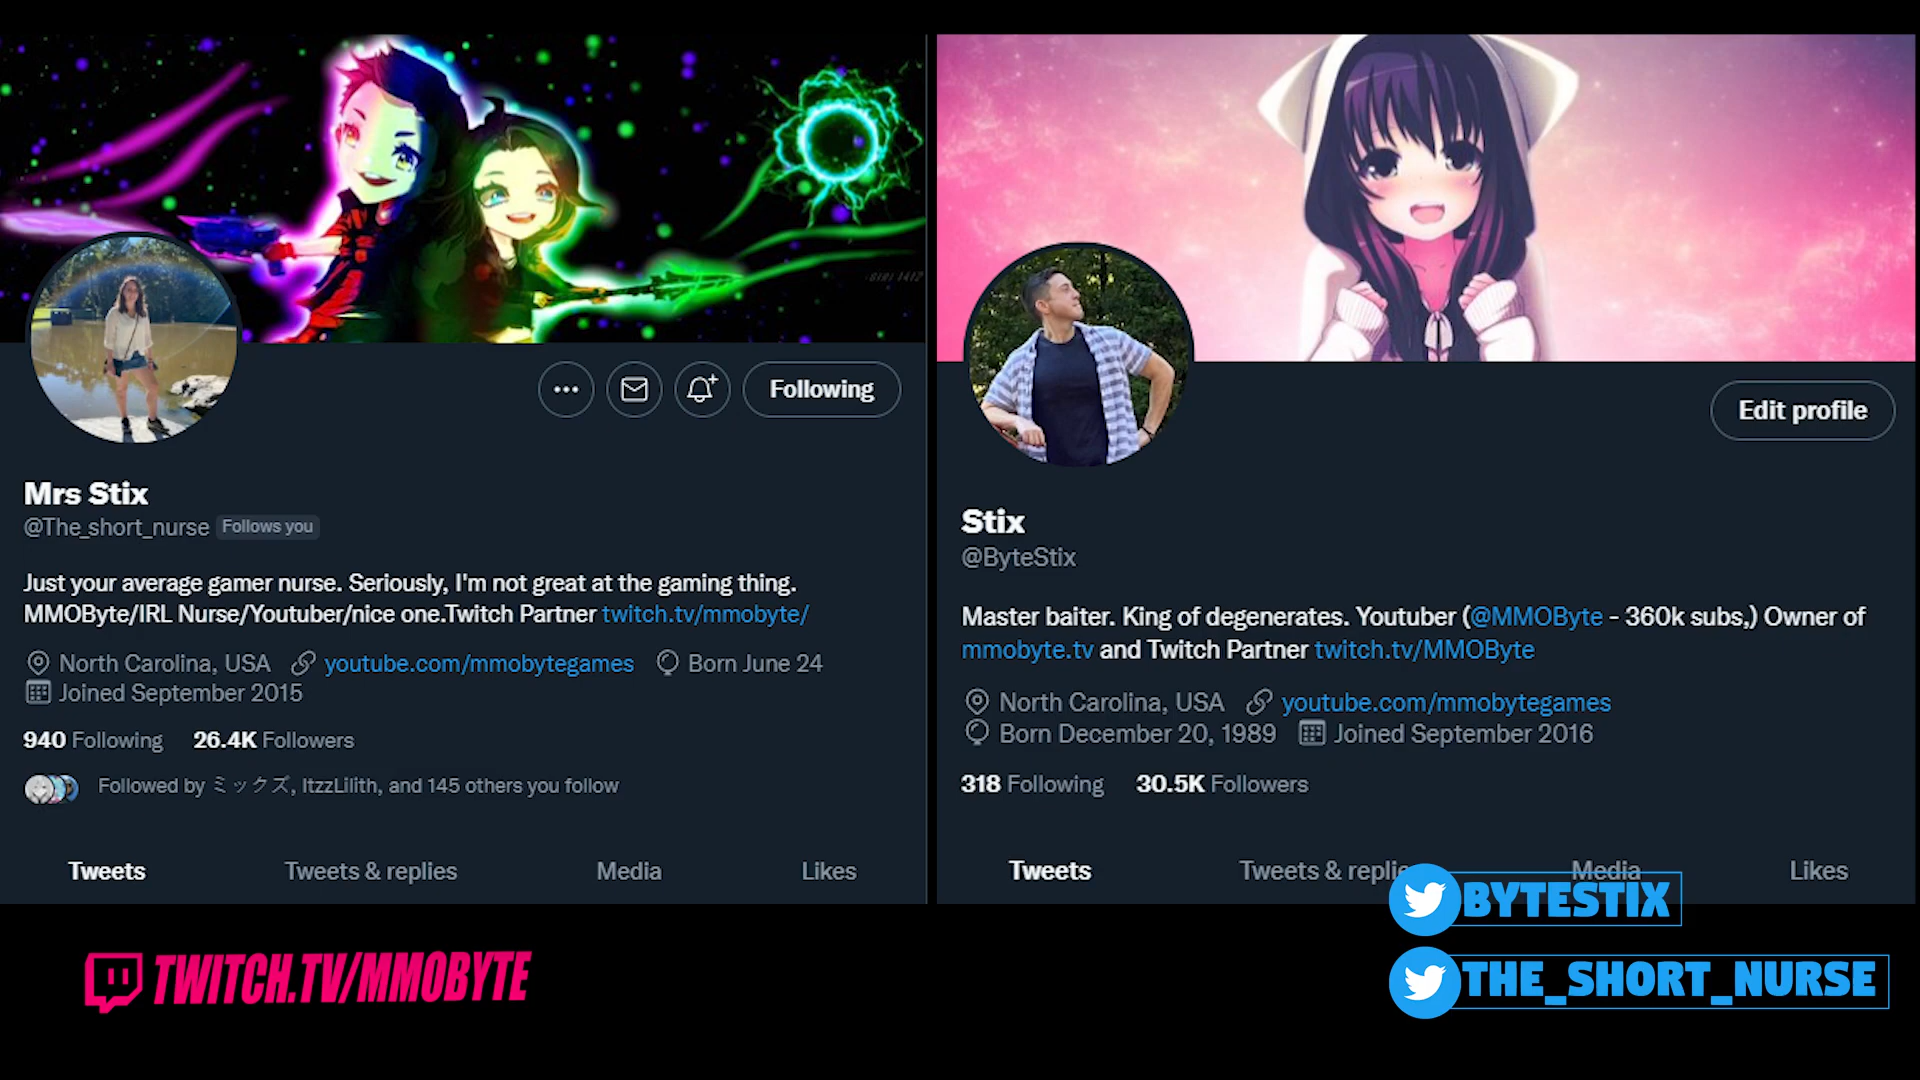 GIRI 1412
Following
Mrs Stix
@The_short_nurse Follows you
Just your average gamer nurse. Seriously, I'm not great at the gaming thing.
MMOByte/IRL Nurse/Youtuber/nice one.Twitch Partner twitch.tv/mmobyte/
North Carolina, USA youtube.com/mmobytegames Born June 24
Joined September 2015
940 Following 26.4K Followers
Followed by ミックズ, ItzzLilith, and 145 others you follow
Tweets Tweets & replies Media Likes
Edit profile
Stix
@ByteStix
Master baiter. King of degenerates. Youtuber (@MMOByte - 360k subs,) Owner of
mmobyte.tv and Twitch Partner twitch.tv/MMOByte
North Carolina, USA youtube.com/mmobytegames
Born December 20, 1989 Joined September 2016
318 Following 30.5K Followers
Tweets Tweets & replies Media Likes
TWITCH.TV/MMOBYTE
BYTESTIX
THE_SHORT_NURSE